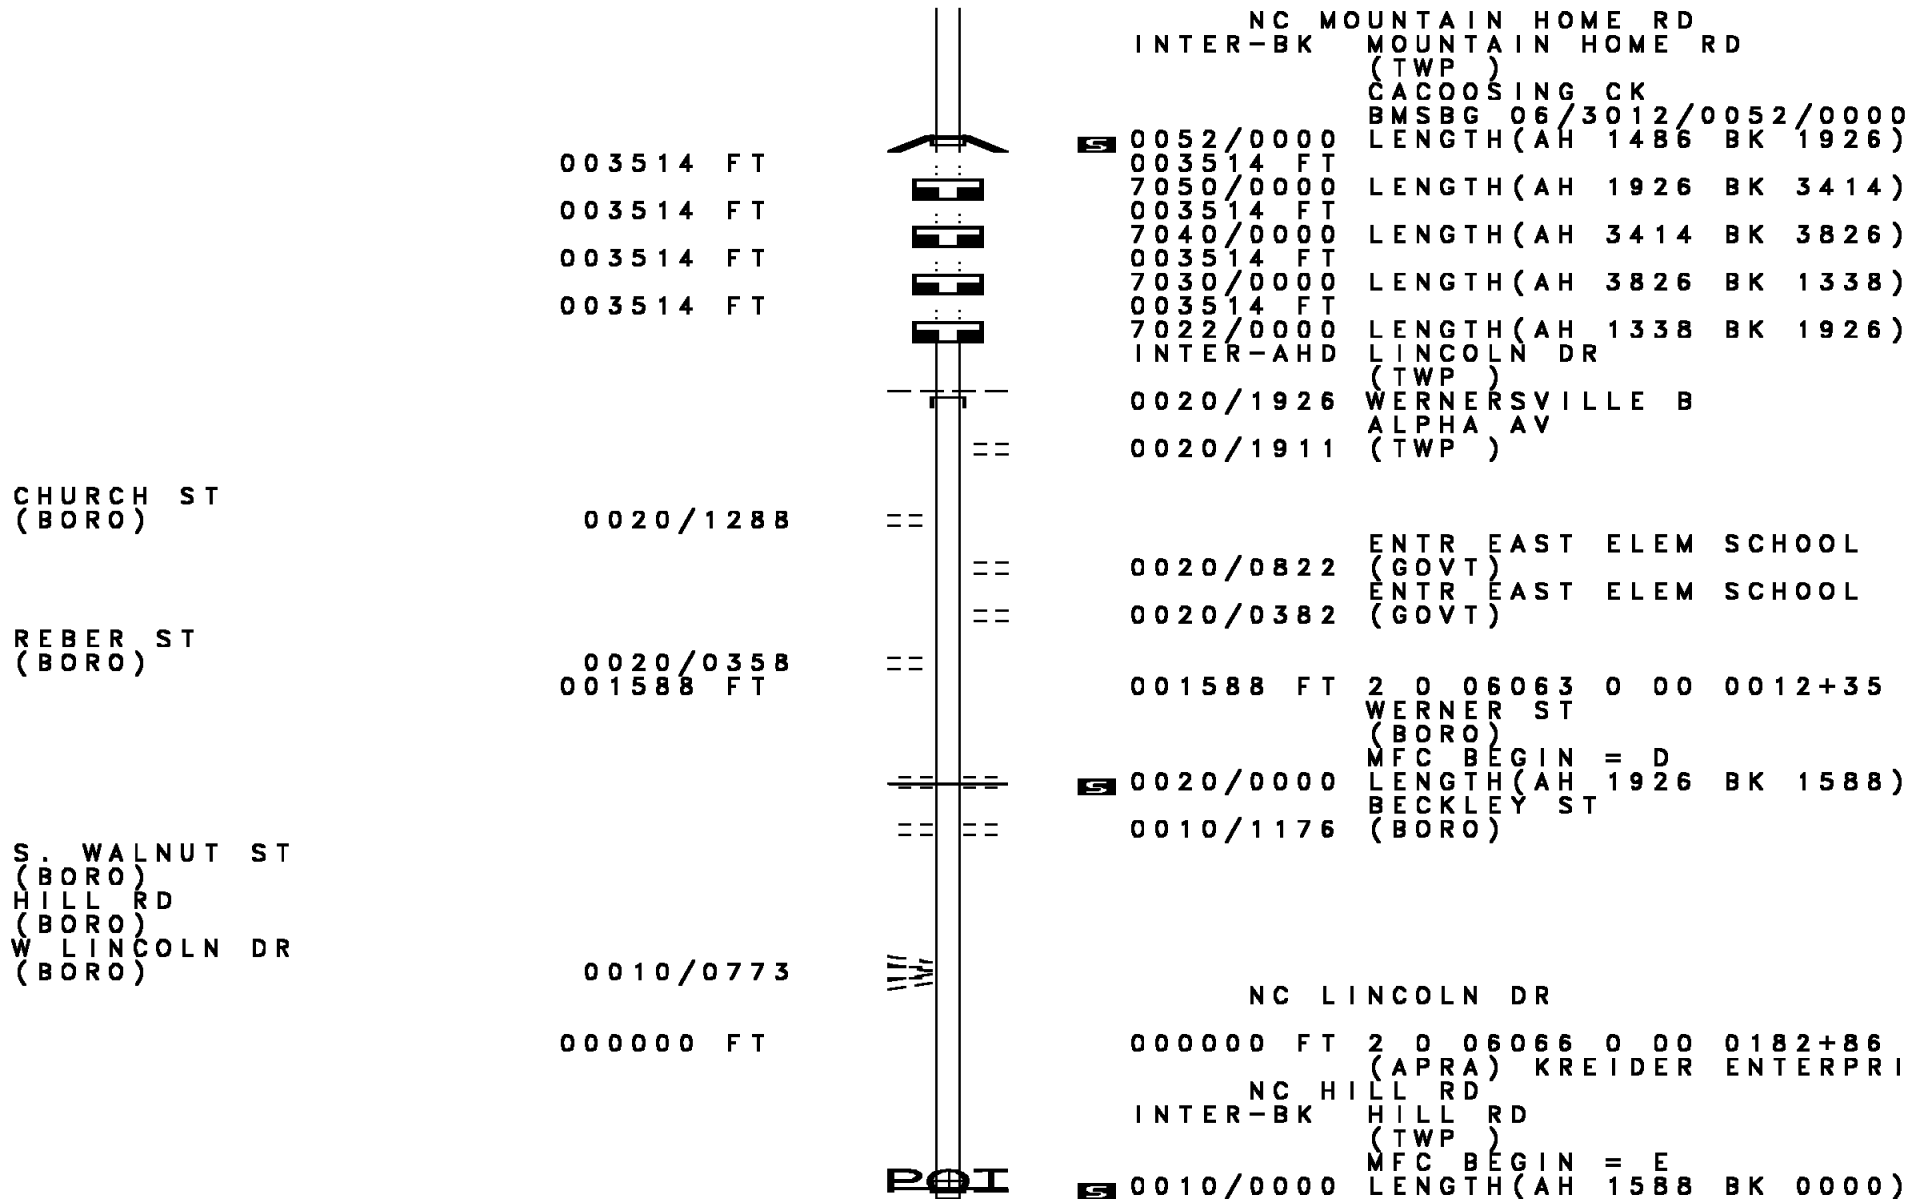 NC MOUNTAIN HOME RD
INTER-BK MOUNTAIN HOME RD
(TWP )
CACOOSING CK
BMSBG 06/3012/0052/0000
S 0052/0000 LENGTH(AH 1486 BK 1926)
003514 FT 003514 FT
7050/0000 LENGTH(AH 1926 BK 3414)
003514 FT 003514 FT
7040/0000 LENGTH(AH 3414 BK 3826)
003514 FT 003514 FT
7030/0000 LENGTH(AH 3826 BK 1338)
003514 FT 003514 FT
7022/0000 LENGTH(AH 1338 BK 1926)
INTER-AHD LINCOLN DR
(TWP )
0020/1926 WERNERSVILLE B
ALPHA AV
0020/1911 (TWP )
CHURCH ST
(BORO) 0020/1288
ENTR EAST ELEM SCHOOL
0020/0822 (GOVT)
ENTR EAST ELEM SCHOOL
0020/0382 (GOVT)
REBER ST
(BORO) 0020/0358
001588 FT 001588 FT 2 0 06063 0 00 0012+35
WERNER ST
(BORO)
MFC BEGIN = D
S 0020/0000 LENGTH(AH 1926 BK 1588)
BECKLEY ST
0010/1176 (BORO)
S. WALNUT ST
(BORO)
HILL RD
(BORO)
W LINCOLN DR
(BORO) 0010/0773
NC LINCOLN DR
000000 FT 000000 FT 2 0 06066 0 00 0182+86
(APRA) KREIDER ENTERPRI
NC HILL RD
INTER-BK HILL RD
(TWP )
MFC BEGIN = E
POI S 0010/0000 LENGTH(AH 1588 BK 0000)